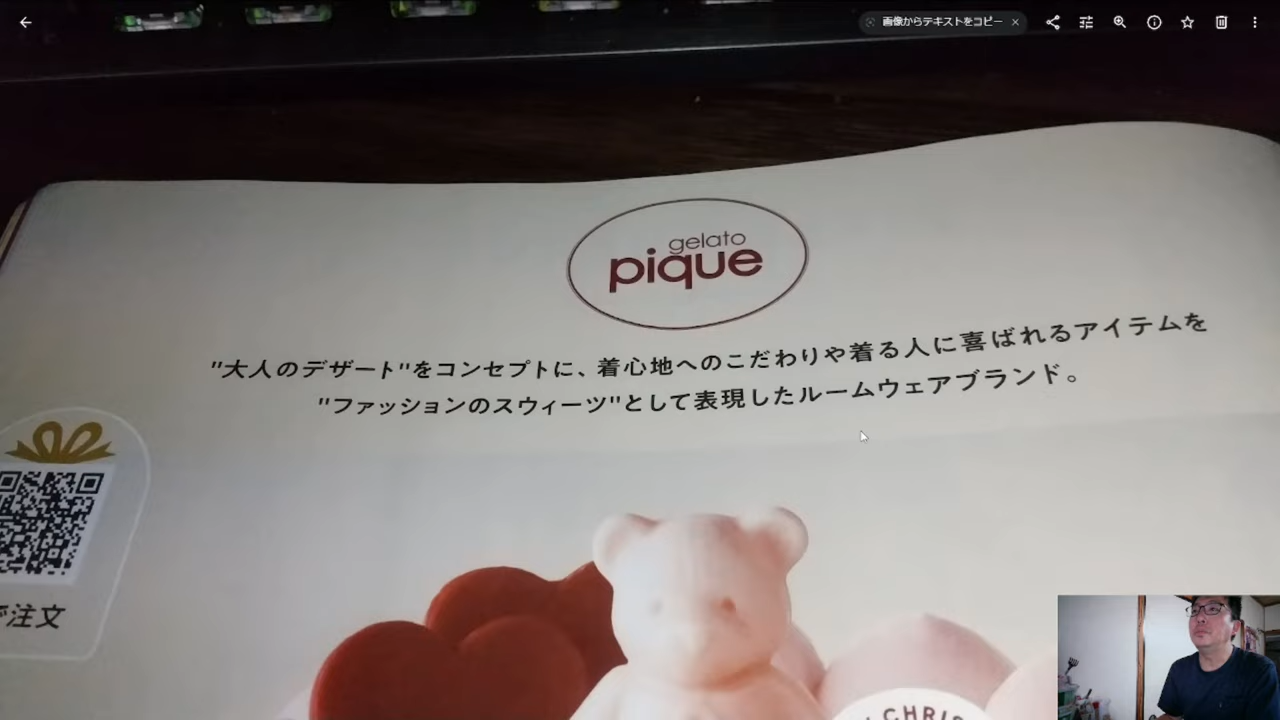 画像からテキストをコピー
gelato
pique
"大人のデザート"をコンセプトに、着心地へのこだわりや着る人に喜ばれるアイテムを
"ファッションのスウィーツ"として表現したルームウェアブランド。
注文